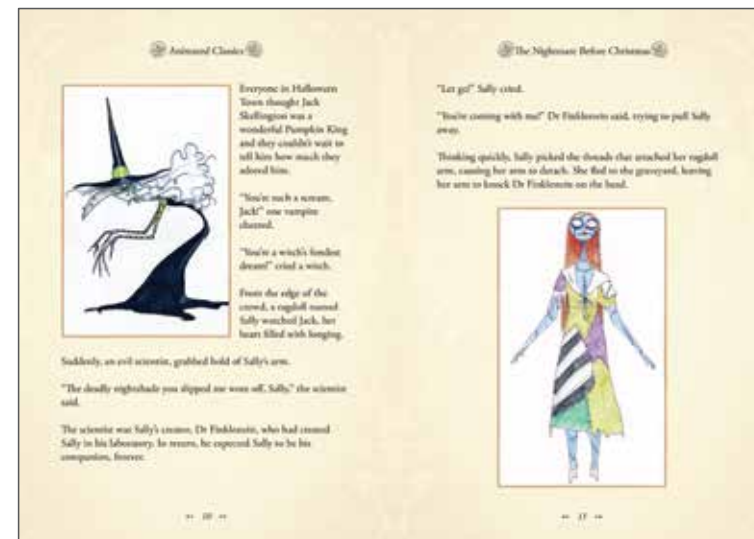 Animated Classics
Everyone in Halloween
Town thought Jack
Skellington was a
wonderful Pumpkin King
and they couldn't wait to
tell him how much they
adored him.
"You're such a scream,
Jack!" one vampire
cheered.
"You're a witch's fondest
dream!" cried a witch.
From the edge of the
crowd, a ragdoll named
Sally watched Jack, her
heart filled with longing.
Suddenly, an evil scientist, grabbed hold of Sally's arm.
"The deadly nightshade you slipped me wore off, Sally," the scientist
said.
The scientist was Sally's creator, Dr Finklestein, who had created
Sally in his laboratory. In return, he expected Sally to be his
companion, forever.
10
The Nightmare Before Christmas
"Let go!" Sally cried.
"You're coming with me!" Dr Finklestein said, trying to pull Sally
away.
Thinking quickly, Sally picked the threads that attached her ragdoll
arm, causing her arm to detach. She fled to the graveyard, leaving
her arm to knock Dr Finklestein on the head.
11